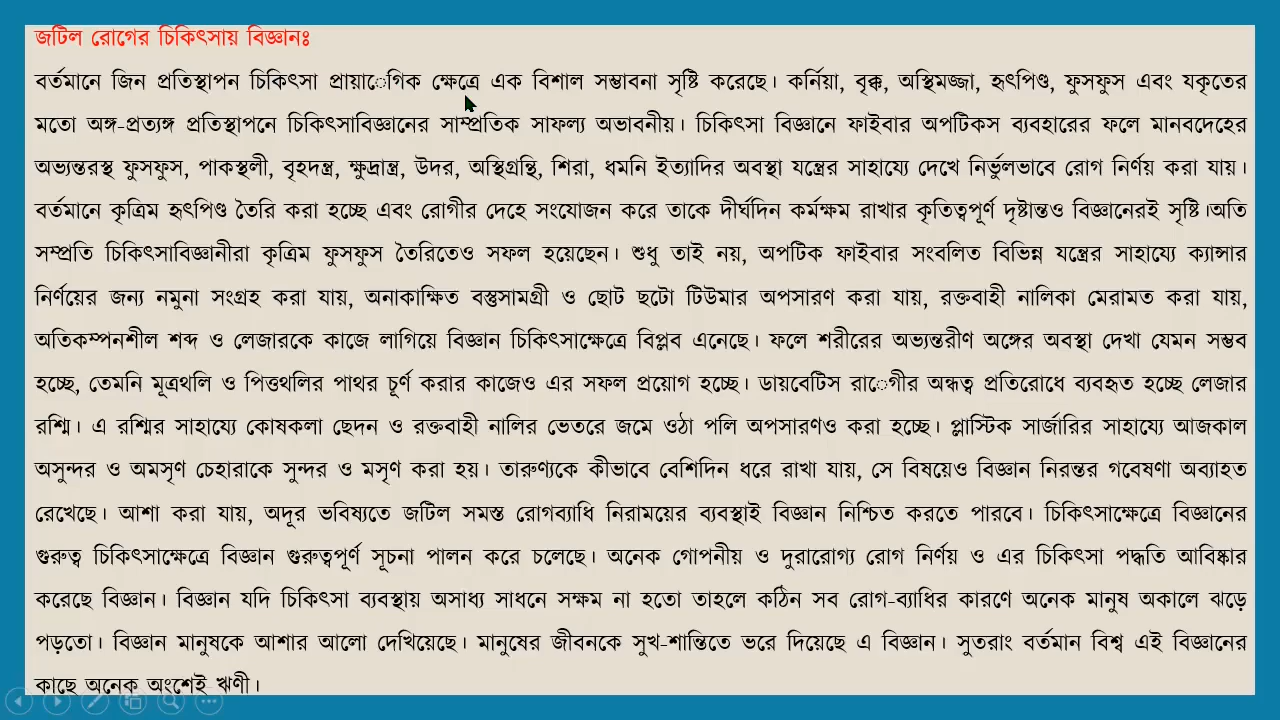 জটিল রোগের চিকিৎসায় বিজ্ঞানঃ
বর্তমানে জিন প্রতিস্থাপন চিকিৎসা প্রায়োেগিক ক্ষেত্রে এক বিশাল সম্ভাবনা সৃষ্টি করেছে। কর্নিয়া, বৃক্ক, অস্থিমজ্জা, হৃৎপিণ্ড, ফুসফুস এবং যকৃতের
মতো অঙ্গ-প্রত্যঙ্গ প্রতিস্থাপনে চিকিৎসাবিজ্ঞানের সাম্প্রতিক সাফল্য অভাবনীয়। চিকিৎসা বিজ্ঞানে ফাইবার অপটিকস ব্যবহারের ফলে মানবদেহের
অভ্যন্তরস্থ ফুসফুস, পাকস্থলী, বৃহদন্ত্র, ক্ষুদ্রান্ত্র, উদর, অস্থিগ্রন্থি, শিরা, ধমনি ইত্যাদির অবস্থা যন্ত্রের সাহায্যে দেখে নির্ভুলভাবে রোগ নির্ণয় করা যায়।
বর্তমানে কৃত্রিম হৃৎপিণ্ড তৈরি করা হচ্ছে এবং রোগীর দেহে সংযোজন করে তাকে দীর্ঘদিন কর্মক্ষম রাখার কৃতিত্বপূর্ণ দৃষ্টান্তও বিজ্ঞানেরই সৃষ্টি।অতি
সম্প্রতি চিকিৎসাবিজ্ঞানীরা কৃত্রিম ফুসফুস তৈরিতেও সফল হয়েছেন। শুধু তাই নয়, অপটিক ফাইবার সংবলিত বিভিন্ন যন্ত্রের সাহায্যে ক্যান্সার
নির্ণয়ের জন্য নমুনা সংগ্রহ করা যায়, অনাকাক্ষিত বস্তুসামগ্রী ও ছোট ছটো টিউমার অপসারণ করা যায়, রক্তবাহী নালিকা মেরামত করা যায়,
অতিকম্পনশীল শব্দ ও লেজারকে কাজে লাগিয়ে বিজ্ঞান চিকিৎসাক্ষেত্রে বিপ্লব এনেছে। ফলে শরীরের অভ্যন্তরীণ অঙ্গের অবস্থা দেখা যেমন সম্ভব
হচ্ছে, তেমনি মূত্রথলি ও পিত্তথলির পাথর চূর্ণ করার কাজেও এর সফল প্রয়োগ হচ্ছে। ডায়বেটিস রােগীর অন্ধত্ব প্রতিরোধে ব্যবহৃত হচ্ছে লেজার
রশ্মি। এ রশ্মির সাহায্যে কোষকলা ছেদন ও রক্তবাহী নালির ভেতরে জমে ওঠা পলি অপসারণও করা হচ্ছে। প্লাস্টিক সার্জারির সাহায্যে আজকাল
অসুন্দর ও অমসৃণ চেহারাকে সুন্দর ও মসৃণ করা হয়। তারুণ্যকে কীভাবে বেশিদিন ধরে রাখা যায়, সে বিষয়েও বিজ্ঞান নিরন্তর গবেষণা অব্যাহত
রেখেছে। আশা করা যায়, অদূর ভবিষ্যতে জটিল সমস্ত রোগব্যাধি নিরাময়ের ব্যবস্থাই বিজ্ঞান নিশ্চিত করতে পারবে। চিকিৎসাক্ষেত্রে বিজ্ঞানের
গুরুত্ব চিকিৎসাক্ষেত্রে বিজ্ঞান গুরুত্বপূর্ণ সূচনা পালন করে চলেছে। অনেক গোপনীয় ও দুরারোগ্য রোগ নির্ণয় ও এর চিকিৎসা পদ্ধতি আবিষ্কার
করেছে বিজ্ঞান। বিজ্ঞান যদি চিকিৎসা ব্যবস্থায় অসাধ্য সাধনে সক্ষম না হতো তাহলে কঠিন সব রোগ-ব্যাধির কারণে অনেক মানুষ অকালে ঝড়ে
পড়তো। বিজ্ঞান মানুষকে আশার আলো দেখিয়েছে। মানুষের জীবনকে সুখ-শান্তিতে ভরে দিয়েছে এ বিজ্ঞান। সুতরাং বর্তমান বিশ্ব এই বিজ্ঞানের
কাছে অনেক অংশেই ঋণী।